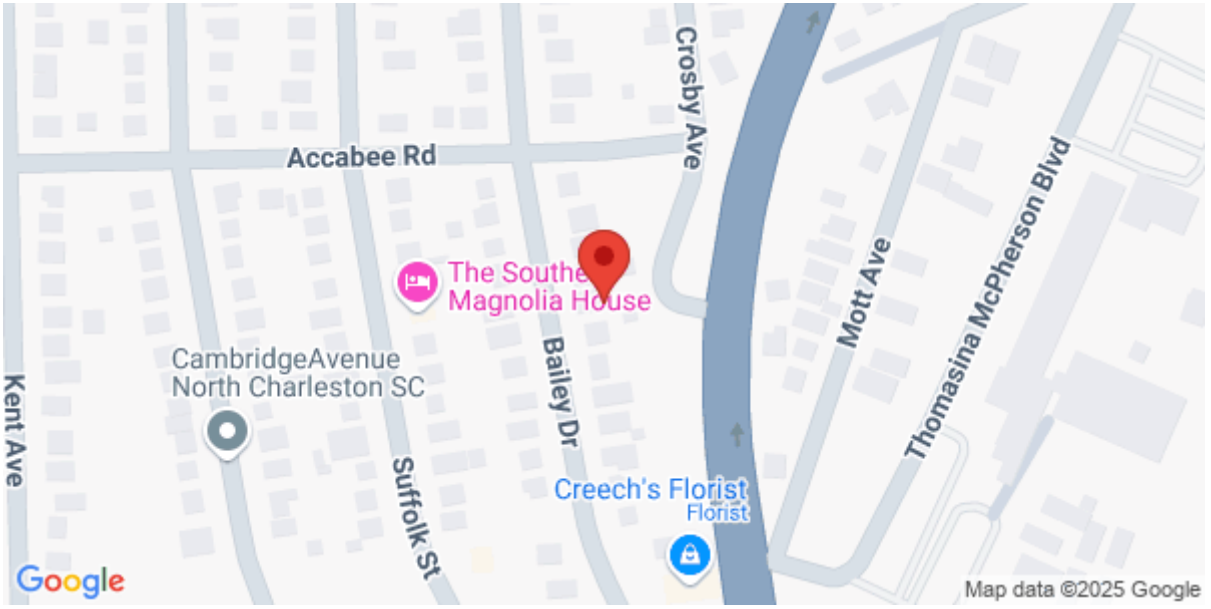 Crosby Ave
Accabee Rd
Thomasina McPherson Blvd
Mott Ave
The Southe
Magnolia House
CambridgeAvenue
North Charleston SC
Kent Ave
Bailey Dr
Suffolk St
Creech's Florist
Florist
Google
Map data ©2025 Google